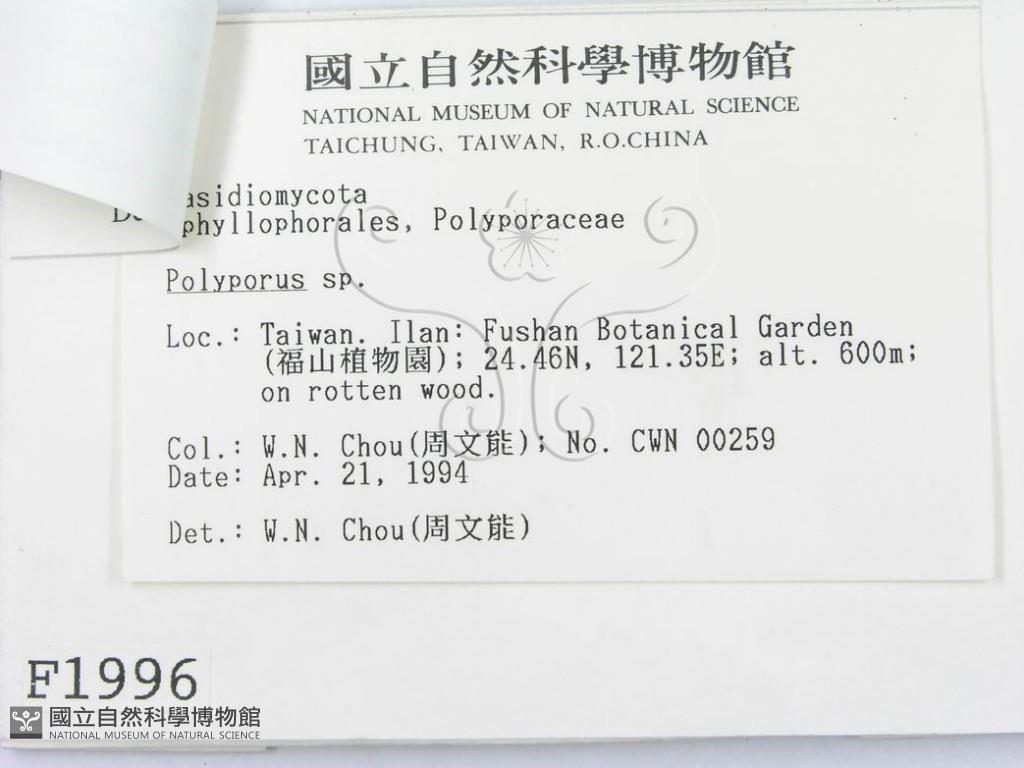 國立自然科學博物館
NATIONAL MUSEUM OF NATURAL SCIENCE
TAICHUNG, TAIWAN, R.O.CHINA
asidiomycota
phyllophorales, Polyporaceae
Polyporus sp.
Loc.: Taiwan. Ilan: Fushan Botanical Garden
(福山植物園); 24.46N, 121.35E; alt. 600m;
on rotten wood.
Col.: W.N. Chou(周文能); No. CWN 00259
Date: Apr. 21, 1994
Det.: W.N. Chou(周文能)
F1996
國立自然科學博物館
NATIONAL MUSEUM OF NATURAL SCIENCE